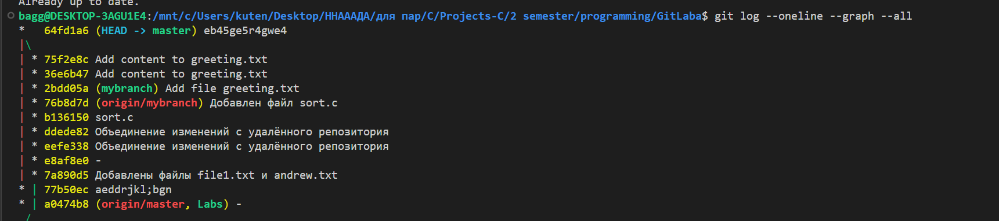 Already up to date.
bagg@DESKTOP-3AGU1E4:/mnt/c/Users/kuten/Desktop/ННАААДА/для пар/C/Projects-C/2 semester/programming/GitLaba$ git log --oneline --graph --all
*   64fd1a6 (HEAD -> master) eb45ge5r4gwe4
|\
| * 75f2e8c Add content to greeting.txt
| * 36e6b47 Add content to greeting.txt
| * 2bdd05a (mybranch) Add file greeting.txt
| * 76b8d7d (origin/mybranch) Добавлен файл sort.c
| * b136150 sort.c
| * ddede82 Объединение изменений с удалённого репозитория
| * eefe338 Объединение изменений с удалённого репозитория
| * e8af8e0 -
| * 7a890d5 Добавлены файлы file1.txt и andrew.txt
* | 77b50ec aeddrjkl;bgn
* | a0474b8 (origin/master, Labs) -
 /